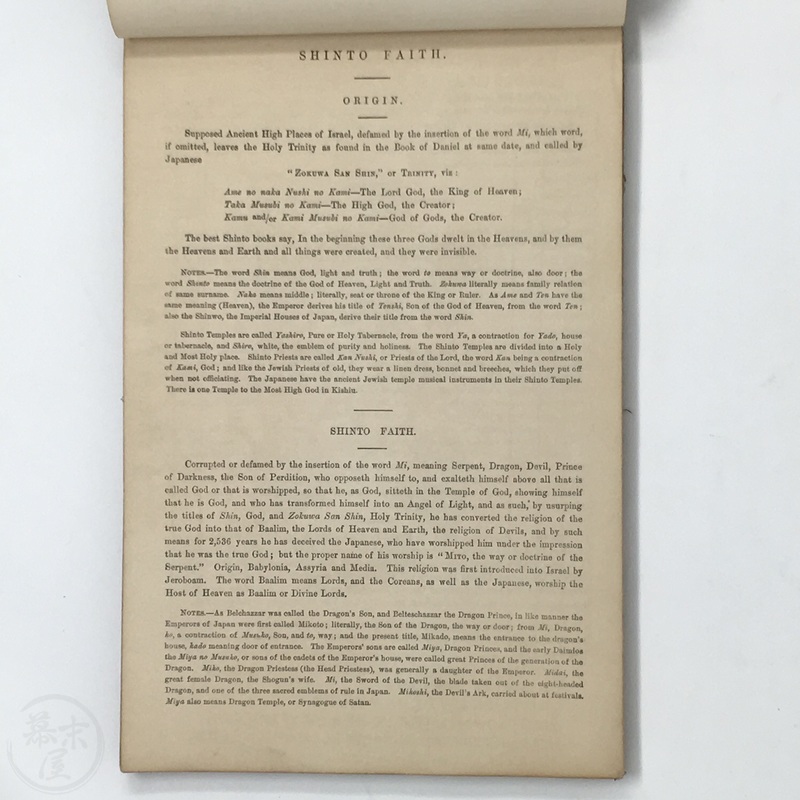 SHINTO FAITH.
ORIGIN.
Supposed Ancient High Places of Israel, defamed by the insertion of the word Mi, which word,
if omitted, leaves the Holy Trinity as found in the Book of Daniel at same date, and called by
Japanese
"ZOKUWA SAN SHIN," or TRINITY, viz:
Ame no naka Nushi no Kami—The Lord God, the King of Heaven;
Taka Musubi no Kami—The High God, the Creator;
Kamu and/or Kami Musubi no Kami—God of Gods, the Creator.
The best Shinto books say, In the beginning these three Gods dwelt in the Heavens, and by them
the Heavens and Earth and all things were created, and they were invisible.
NOTES.—The word Shin means God, light and truth; the word to means way or doctrine, also door; the
word Shinto means the doctrine of the God of Heaven, Light and Truth. Zokuwa literally means family relation
of same surname. Naka means middle; literally, seat or throne of the King or Ruler. As Ame and Ten have the
same meaning (Heaven), the Emperor derives his title of Tenshi, Son of the God of Heaven, from the word Ten;
also the Shinwo, the Imperial Houses of Japan, derive their title from the word Shin.
Shinto Temples are called Yashiro, Pure or Holy Tabernacle, from the word Ya, a contraction for Yado, house
or tabernacle, and Shiro, white, the emblem of purity and holiness. The Shinto Temples are divided into a Holy
and Most Holy place. Shinto Priests are called Kan Nushi, or Priests of the Lord, the word Kan being a contraction
of Kami, God; and like the Jewish Priests of old, they wear a linen dress, bonnet and breeches, which they put off
when not officiating. The Japanese have the ancient Jewish temple musical instruments in their Shinto Temples.
There is one Temple to the Most High God in Kishiu.
SHINTO FAITH.
Corrupted or defamed by the insertion of the word Mi, meaning Serpent, Dragon, Devil, Prince
of Darkness, the Son of Perdition, who opposeth himself to, and exalteth himself above all that is
called God or that is worshipped, so that he, as God, sitteth in the Temple of God, showing himself
that he is God, and who has transformed himself into an Angel of Light, and as such, by usurping
the titles of Shin, God, and Zokuwa San Shin, Holy Trinity, he has converted the religion of the
true God into that of Baalim, the Lords of Heaven and Earth, the religion of Devils, and by such
means for 2,536 years he has deceived the Japanese, who have worshipped him under the impression
that he was the true God; but the proper name of his worship is "MITO, the way or doctrine of the
Serpent." Origin, Babylonia, Assyria and Media. This religion was first introduced into Israel by
Jeroboam. The word Baalim means Lords, and the Coreans, as well as the Japanese, worship the
Host of Heaven as Baalim or Divine Lords.
NOTES.—As Belchazzar was called the Dragon's Son, and Belteschazzar the Dragon Prince, in like manner the
Emperors of Japan were first called Mikoto; literally, the Son of the Dragon, the way or door; from Mi, Dragon,
ko, a contraction of Musuko, Son, and to, way; and the present title, Mikado, means the entrance to the dragon's
house, kado meaning door of entrance. The Emperors' sons are called Miya, Dragon Princes, and the early Daimios
the Miya no Musuko, or sons of the cadets of the Emperor's house, were called great Princes of the generation of the
Dragon. Miko, the Dragon Priestess (the Head Priestess), was generally a daughter of the Emperor. Midai, the
great female Dragon, the Shogun's wife. Mi, the Sword of the Devil, the blade taken out of the eight-headed
Dragon, and one of the three sacred emblems of rule in Japan. Mikoshi, the Devil's Ark, carried about at festivals.
Miya also means Dragon Temple, or Synagogue of Satan.
幕末
屋